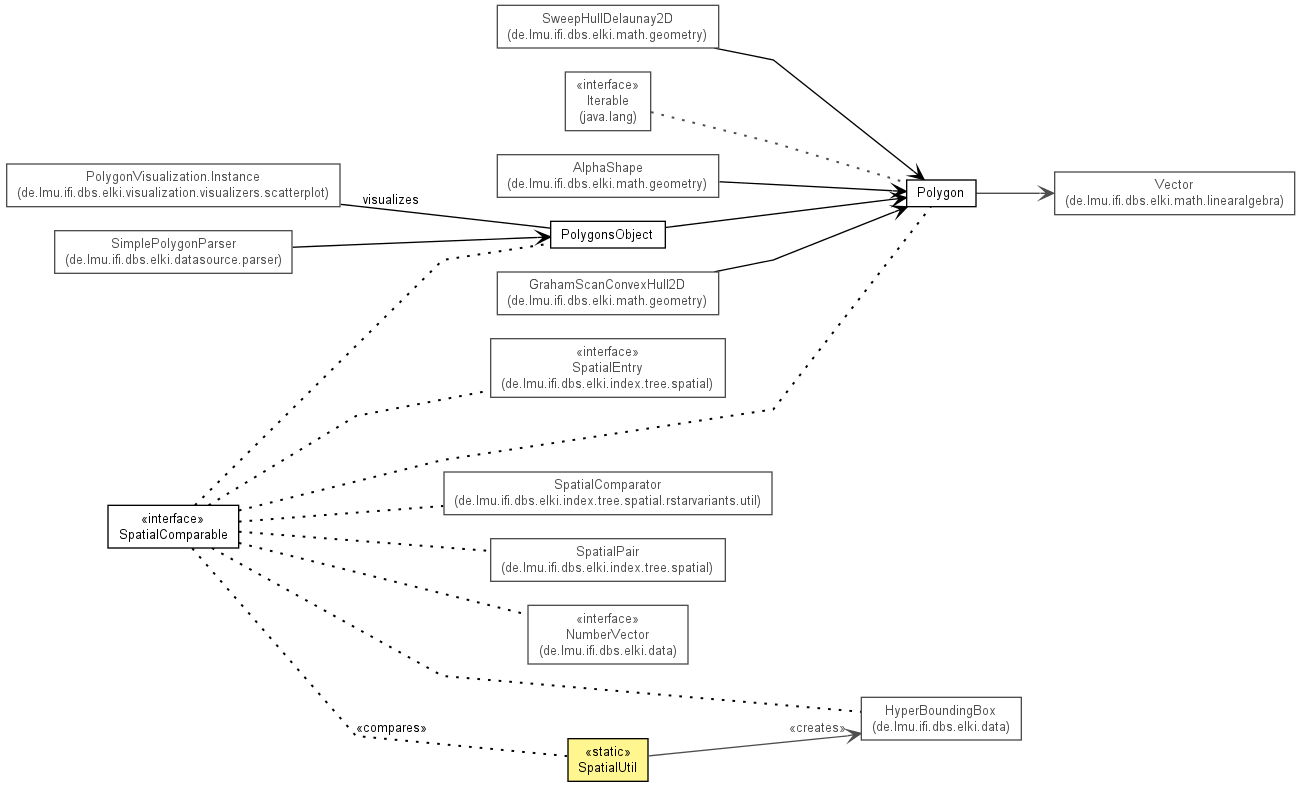 SweepHullDelaunay2D
(de.lmu.ifi.dbs.elki.math.geometry)
«interface»
Iterable
(java.lang)
AlphaShape
(de.lmu.ifi.dbs.elki.math.geometry)
PolygonVisualization.Instance
(de.lmu.ifi.dbs.elki.visualization.visualizers.scatterplot)
visualizes
Polygon
Vector
(de.lmu.ifi.dbs.elki.math.linearalgebra)
SimplePolygonParser
(de.lmu.ifi.dbs.elki.datasource.parser)
PolygonsObject
GrahamScanConvexHull2D
(de.lmu.ifi.dbs.elki.math.geometry)
«interface»
SpatialEntry
(de.lmu.ifi.dbs.elki.index.tree.spatial)
SpatialComparator
(de.lmu.ifi.dbs.elki.index.tree.spatial.rstarvariants.util)
«interface»
SpatialComparable
SpatialPair
(de.lmu.ifi.dbs.elki.index.tree.spatial)
«interface»
NumberVector
(de.lmu.ifi.dbs.elki.data)
HyperBoundingBox
(de.lmu.ifi.dbs.elki.data)
«compares»
«creates»
«static»
SpatialUtil